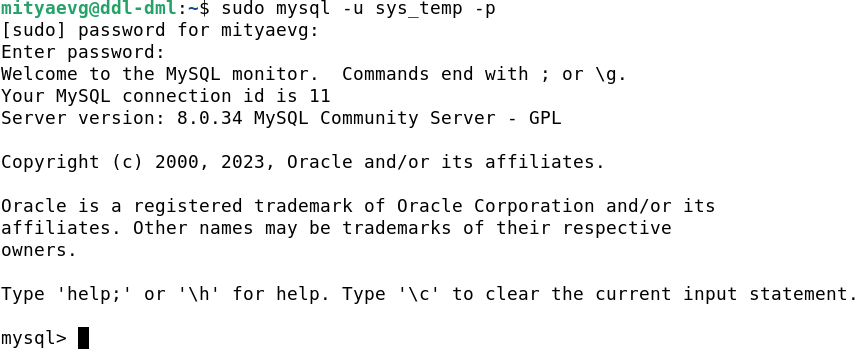 mityaevg@ddl-dml:~$ sudo mysql -u sys_temp -p
[sudo] password for mityaevg:
Enter password:
Welcome to the MySQL monitor.  Commands end with ; or \g.
Your MySQL connection id is 11
Server version: 8.0.34 MySQL Community Server - GPL

Copyright (c) 2000, 2023, Oracle and/or its affiliates.

Oracle is a registered trademark of Oracle Corporation and/or its
affiliates. Other names may be trademarks of their respective
owners.

Type 'help;' or '\h' for help. Type '\c' to clear the current input statement.

mysql>